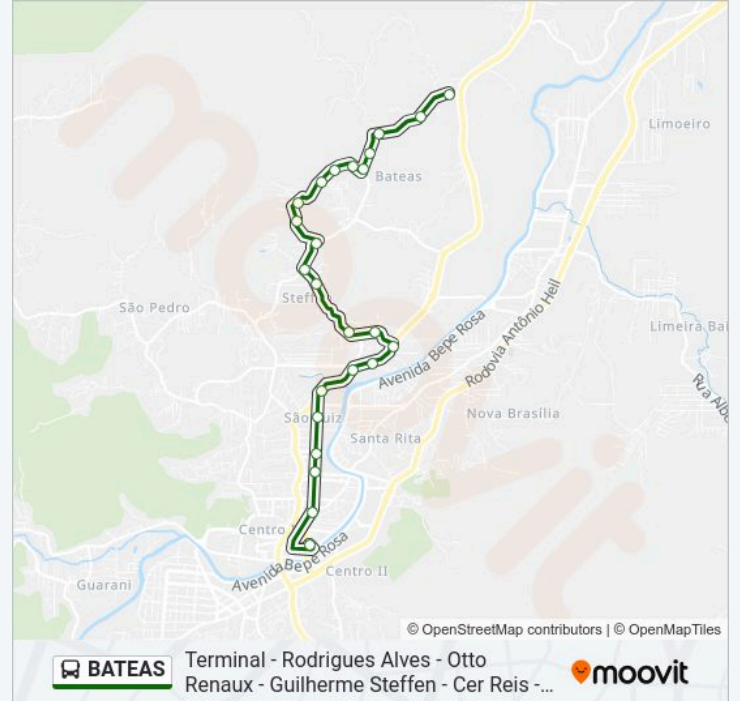 Limoeiro
Bateas
São Pedro
Steff
Avenida Bepe Rosa
Rodovia Antônio Heil
Limeira Bai
Rua Albe
São Luiz
Nova Brasília
Santa Rita
Centro
Avenida Bepe Rosa
Centro II
Guarani
moovit
© OpenStreetMap contributors | © OpenMapTiles
BATEAS
Terminal - Rodrigues Alves - Otto
Renaux - Guilherme Steffen - Cer Reis -...
moovit